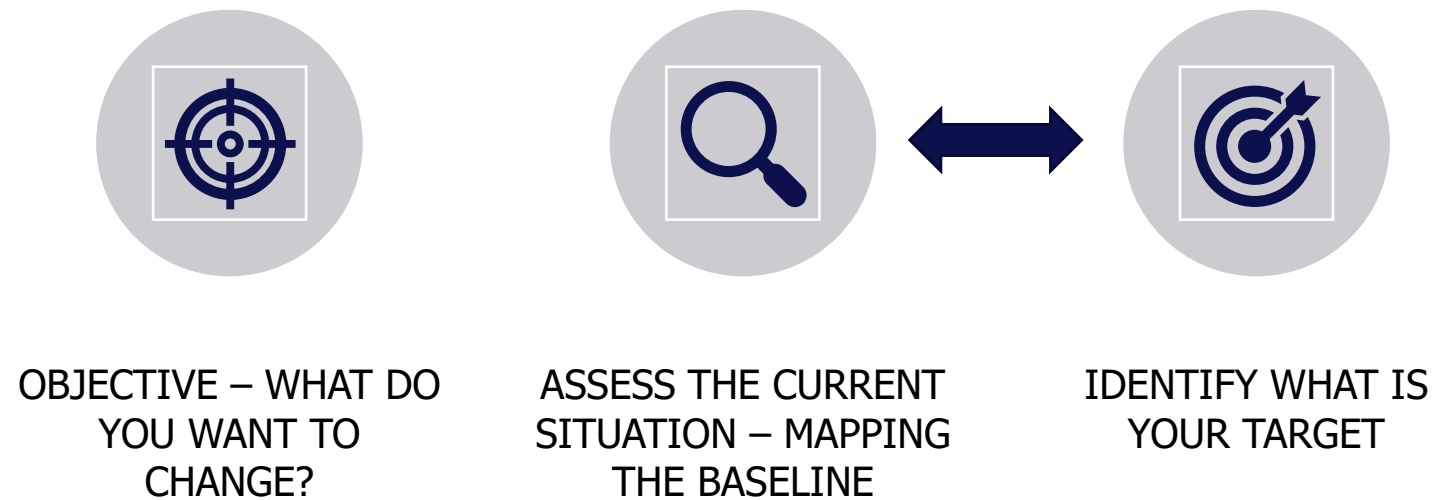 OBJECTIVE – WHAT DO
YOU WANT TO
CHANGE?
ASSESS THE CURRENT
SITUATION – MAPPING
THE BASELINE
IDENTIFY WHAT IS
YOUR TARGET